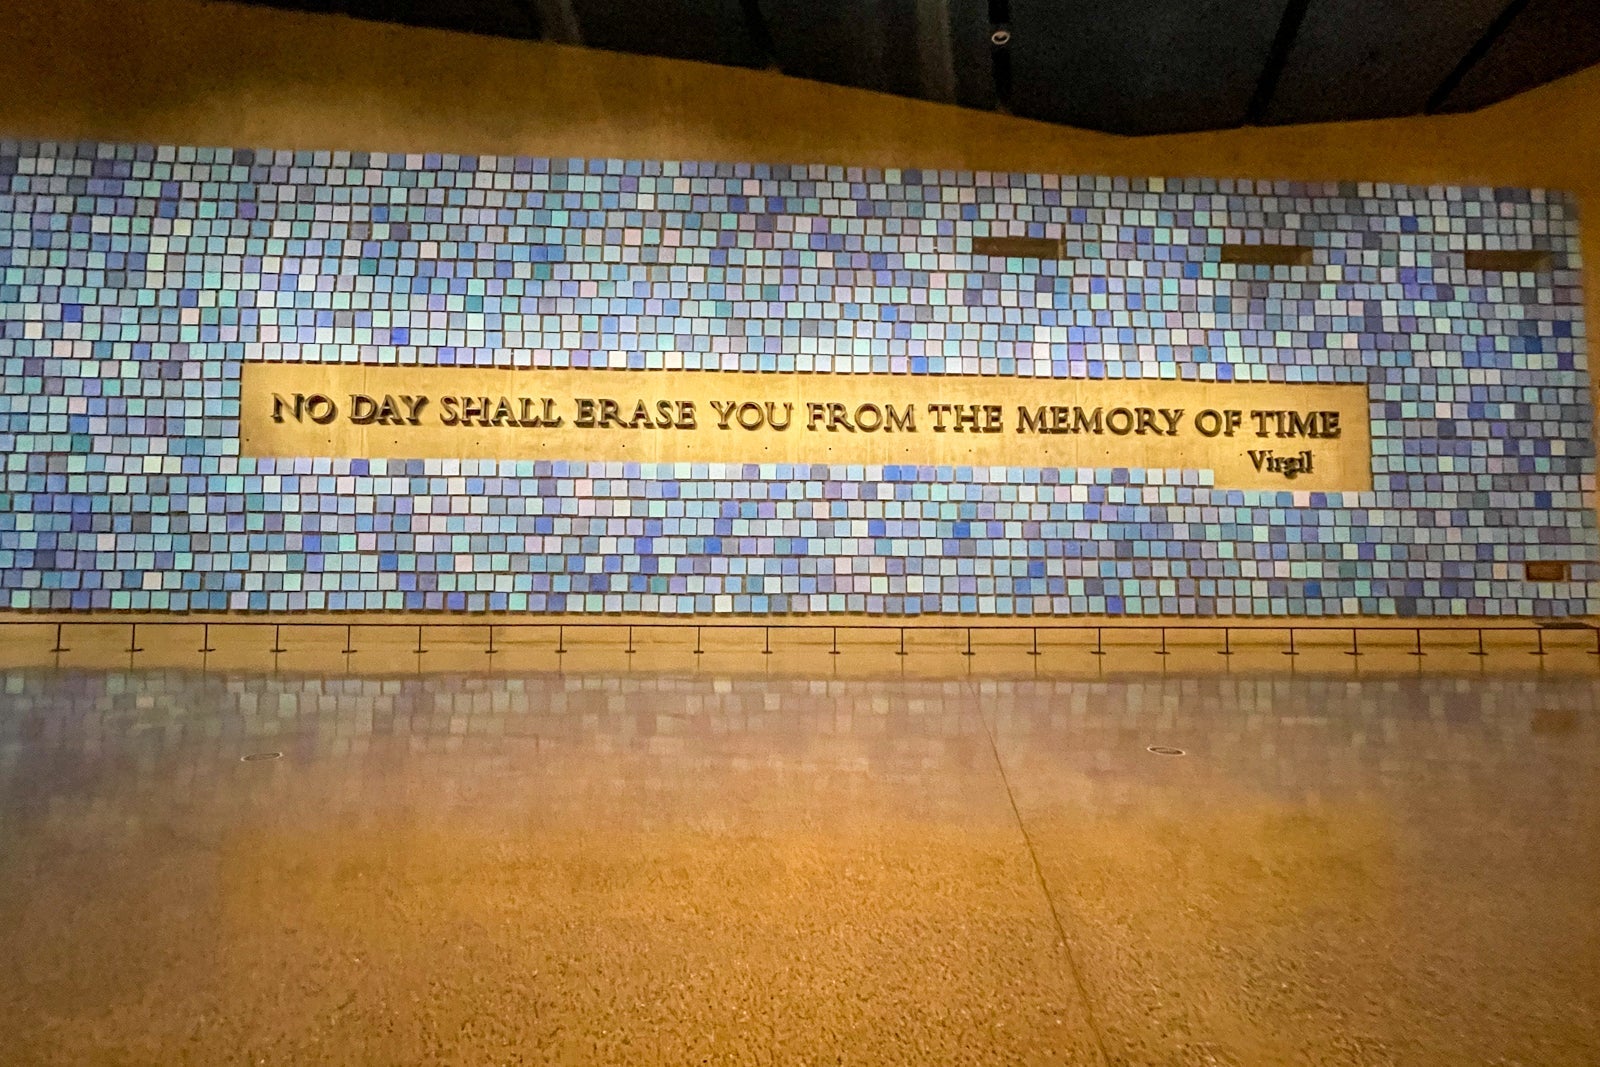 NO DAY SHALL ERASE YOU FROM THE MEMORY OF TIME
Virgil